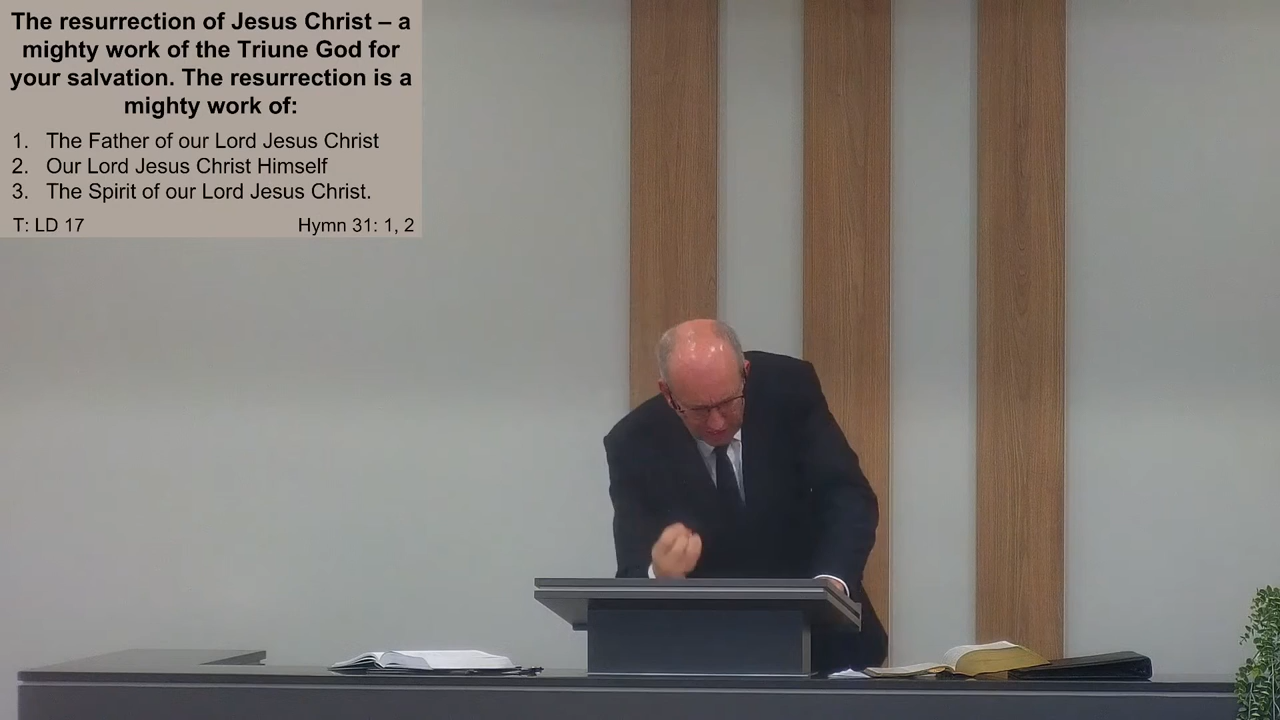 The resurrection of Jesus Christ – a
mighty work of the Triune God for
your salvation. The resurrection is a
mighty work of:
1. The Father of our Lord Jesus Christ
2. Our Lord Jesus Christ Himself
3. The Spirit of our Lord Jesus Christ.
T: LD 17 Hymn 31: 1, 2